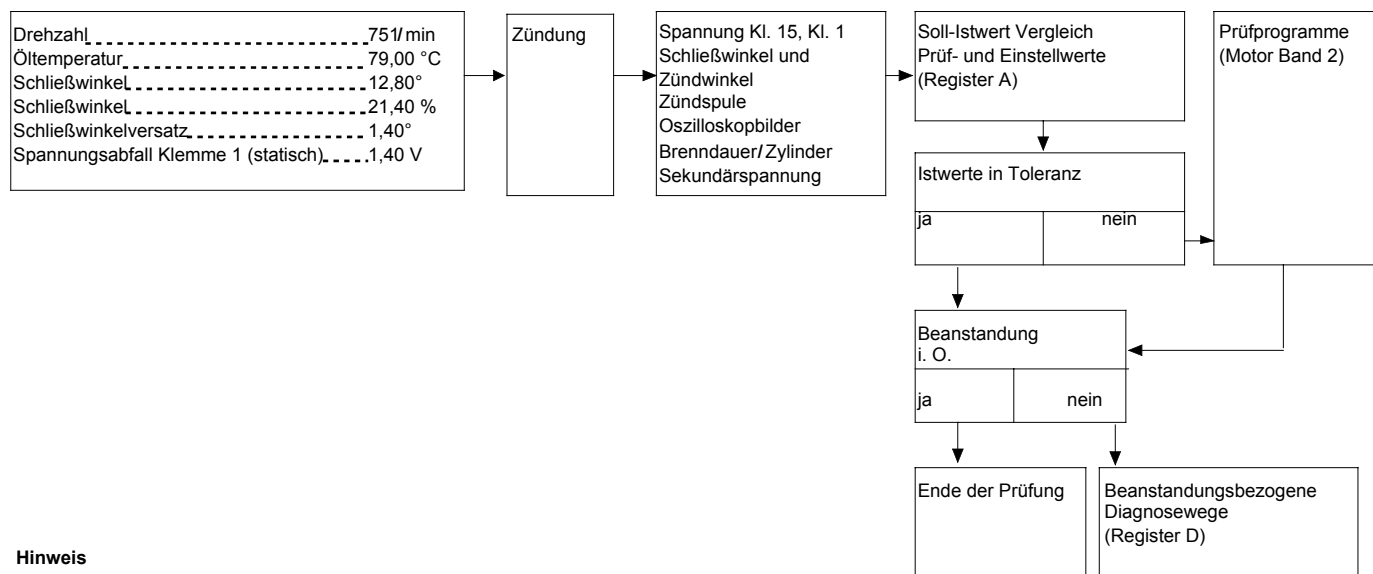 Drehzahl 751/min
Öltemperatur 79,00 °C
Schließwinkel 12,80°
Schließwinkel 21,40 %
Schließwinkelversatz 1,40°
Spannungsabfall Klemme 1 (statisch) 1,40 V
Zündung
Spannung Kl. 15, Kl. 1
Schließwinkel und
Zündwinkel
Zündspule
Oszilloskopbilder
Brenndauer/Zylinder
Sekundärspannung
Soll-Istwert Vergleich
Prüf- und Einstellwerte
(Register A)
Prüfprogramme
(Motor Band 2)
Istwerte in Toleranz
ja nein
Beanstandung
i. O.
ja nein
Ende der Prüfung
Beanstandungsbezogene
Diagnosewege
(Register D)
Hinweis